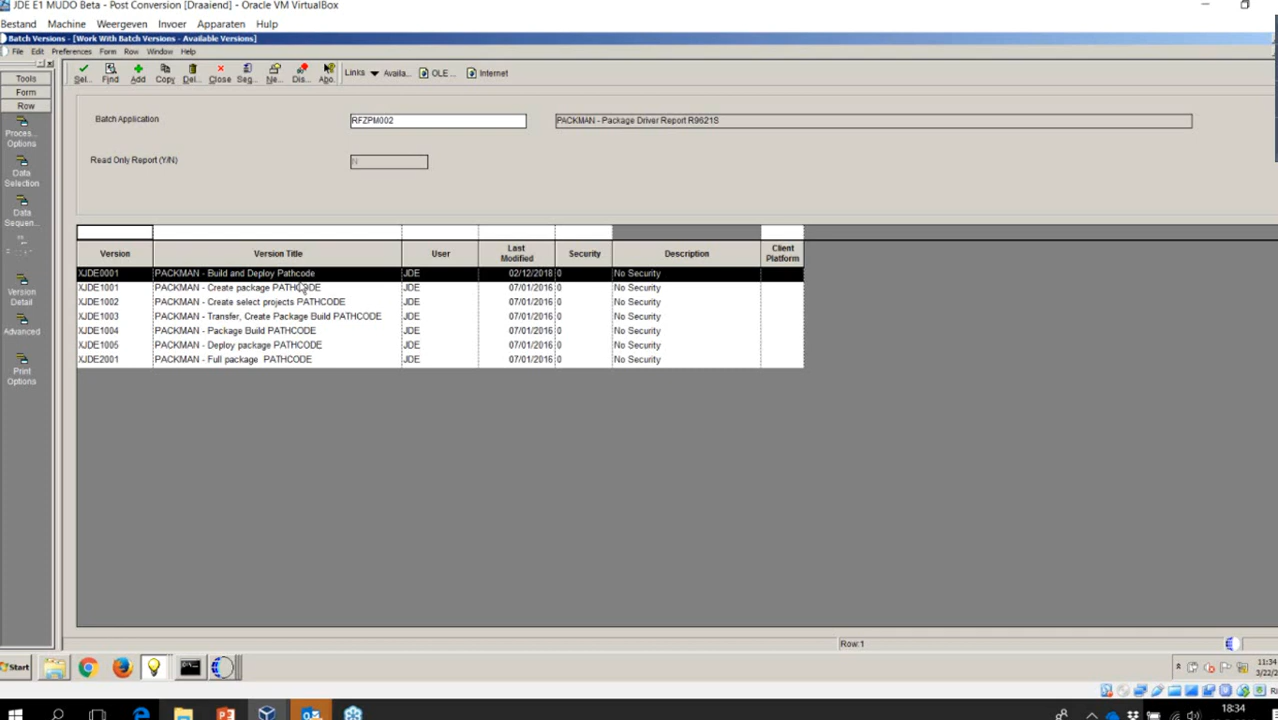 JDE E1 MUDO Beta - Post Conversion [Draaiend] - Oracle VM VirtualBox
Bestand Machine Weergeven Invoer Apparaten Hulp
Batch Versions - [Work With Batch Versions - Available Versions]
File Edit Preferences Form Row Window Help
Tools
Form
Row
Sel... Find Add Copy Del... Close Seq... Ne... Dis... Abo... Links Availa... OLE ... Internet
Proces...
Options
Data
Selection
Data
Sequen...
Version
Detail
Advanced
Print
Options
Batch Application RFZPM002 PACKMAN - Package Driver Report R9621S
Read Only Report (Y/N) N
Version Version Title User Last Modified Security Description Client Platform
XJDE0001 PACKMAN - Build and Deploy Pathcode JDE 02/12/2018 0 No Security
XJDE1001 PACKMAN - Create package PATHCODE JDE 07/01/2016 0 No Security
XJDE1002 PACKMAN - Create select projects PATHCODE JDE 07/01/2016 0 No Security
XJDE1003 PACKMAN - Transfer, Create Package Build PATHCODE JDE 07/01/2016 0 No Security
XJDE1004 PACKMAN - Package Build PATHCODE JDE 07/01/2016 0 No Security
XJDE1005 PACKMAN - Deploy package PATHCODE JDE 07/01/2016 0 No Security
XJDE2001 PACKMAN - Full package PATHCODE JDE 07/01/2016 0 No Security
Row:1
Start
11:34
3/22/2
18:34